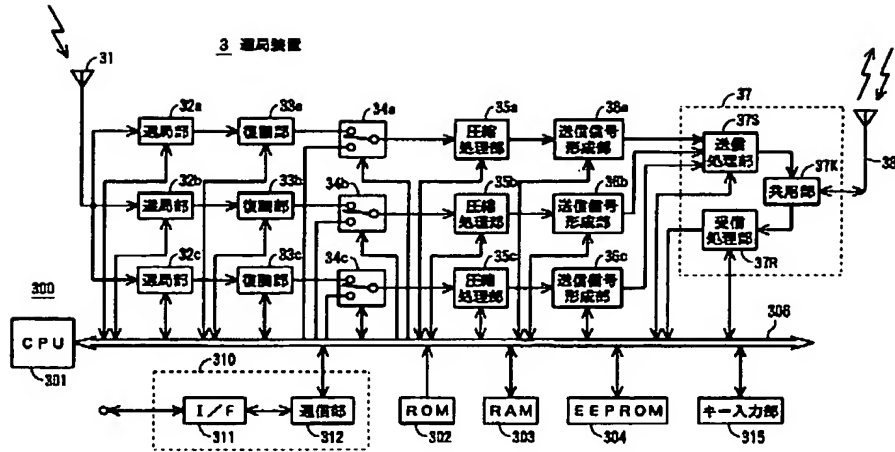 3 選局装置
31
32a
33a
34a
35a
36a
37
選局部
復調部
圧縮
処理部
送信信号
形成部
37S
送信
処理部
38
32b
33b
34b
35b
36b
37K
選局部
復調部
圧縮
処理部
送信信号
形成部
共用部
32c
33c
34c
35c
36c
受信
処理部
37R
選局部
復調部
圧縮
処理部
送信信号
形成部
300
306
CPU
301
310
I/F
311
通信部
312
ROM
302
RAM
303
EEPROM
304
キー入力部
315